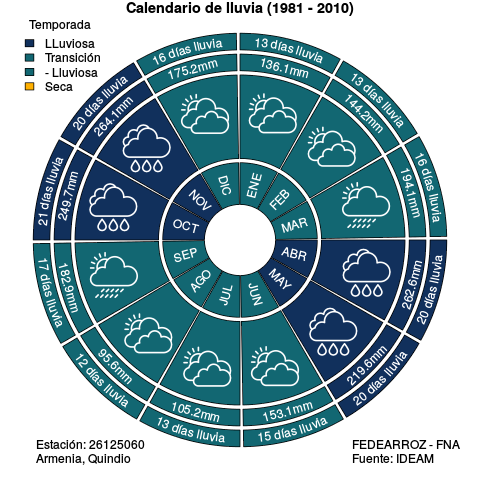 Calendario de lluvia (1981 - 2010)
Temporada
LLuviosa
Transición
- Lluviosa
Seca
13 días lluvia
136.1mm
ENE
13 días lluvia
144.2mm
FEB
16 días lluvia
194.1mm
MAR
20 días lluvia
262.6mm
ABR
20 días lluvia
219.6mm
MAY
15 días lluvia
153.1mm
JUN
13 días lluvia
105.2mm
JUL
12 días lluvia
95.6mm
AGO
17 días lluvia
182.9mm
SEP
21 días lluvia
249.7mm
OCT
20 días lluvia
264.1mm
NOV
16 días lluvia
175.2mm
DIC
Estación: 26125060
Armenia, Quindio
FEDEARROZ - FNA
Fuente: IDEAM